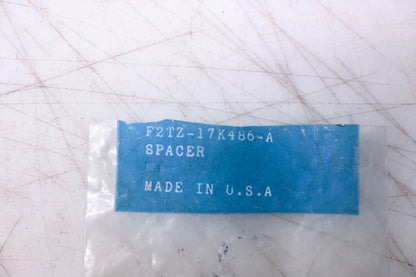 F2TZ-17K486-A
SPACER
MADE IN U.S.A